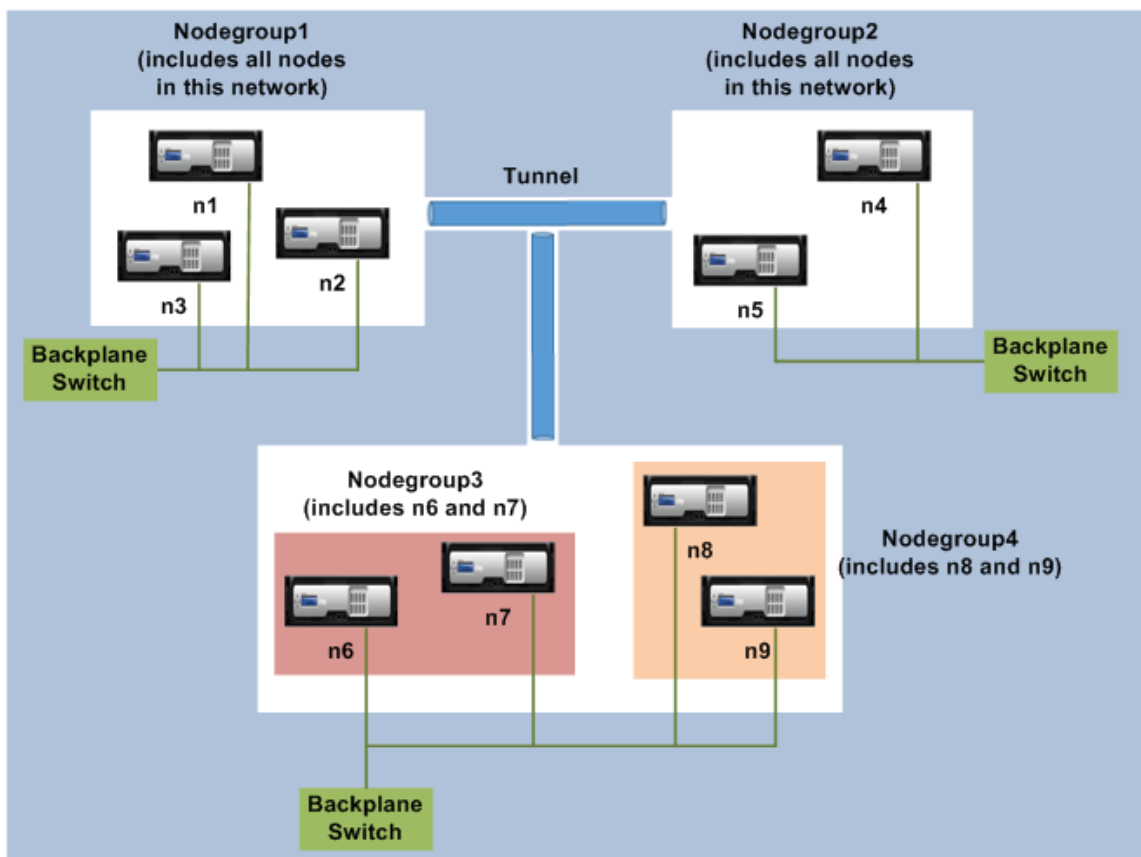 Nodegroup1
(includes all nodes
in this network)
Nodegroup2
(includes all nodes
in this network)
Tunnel
n1
n2
n3
n4
n5
Backplane
Switch
Backplane
Switch
Nodegroup3
(includes n6 and n7)
n6
n7
n8
n9
Nodegroup4
(includes n8 and n9)
Backplane
Switch